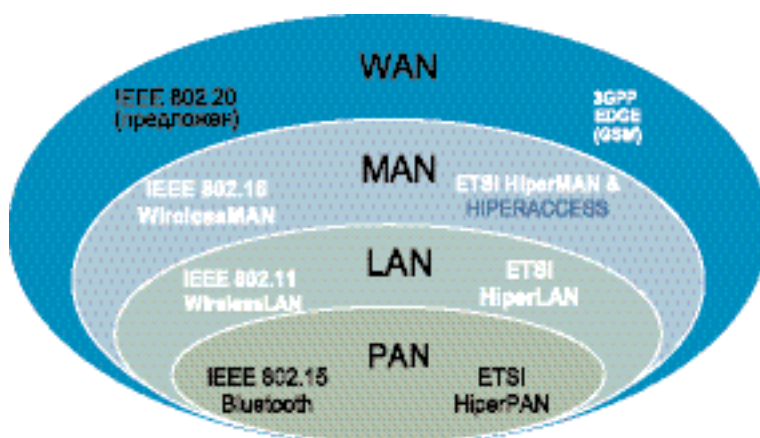 WAN
IEEE 802.20
(предложен)
3GPP
EDGE
(GSM)
MAN
IEEE 802.16
WirelessMAN
ETSI HiperMAN &
HIPERACCESS
LAN
IEEE 802.11
WirelessLAN
ETSI
HiperLAN
PAN
IEEE 802.15
Bluetooth
ETSI
HiperPAN